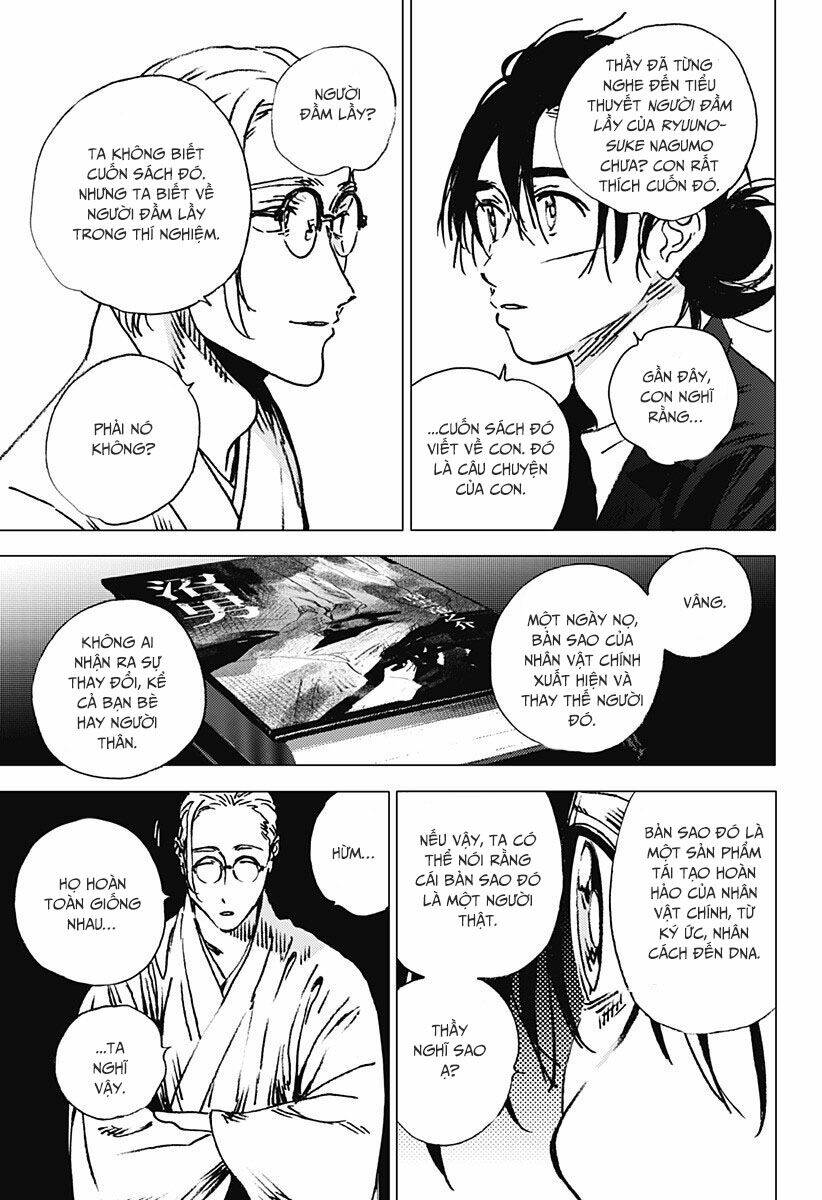 THẦY ĐÃ TỪNG
NGHE ĐẾN TIỂU
THUYẾT NGƯỜI ĐẦM
LẦY CỦA RYUUNO-
SUKE NAGUMO
CHƯA? CON RẤT
THÍCH CUỐN ĐÓ.
GẦN ĐÂY,
CON NGHĨ
RẰNG...
...CUỐN SÁCH ĐÓ
VIẾT VỀ CON. ĐÓ
LÀ CÂU CHUYỆN
CỦA CON.
NGƯỜI
ĐẦM LẦY?
TA KHÔNG BIẾT
CUỐN SÁCH ĐÓ.
NHƯNG TA BIẾT VỀ
NGƯỜI ĐẦM LẦY
TRONG THÍ NGHIỆM.
PHẢI NÓ
KHÔNG?
VÂNG.
MỘT NGÀY NỌ,
BẢN SAO CỦA
NHÂN VẬT CHÍNH
XUẤT HIỆN VÀ
THAY THẾ NGƯỜI
ĐÓ.
沼男
KHÔNG AI
NHẬN RA SỰ
THAY ĐỔI, KỂ
CẢ BẠN BÈ
HAY NGƯỜI
THÂN.
BẢN SAO ĐÓ LÀ
MỘT SẢN PHẨM
TÁI TẠO HOÀN
HẢO CỦA NHÂN
VẬT CHÍNH, TỪ
KÝ ỨC, NHÂN
CÁCH ĐẾN DNA.
NẾU VẬY, TA CÓ
THỂ NÓI RẰNG
CÁI BẢN SAO ĐÓ
LÀ MỘT NGƯỜI
THẬT.
THẦY
NGHĨ SAO
Ạ?
HỪM...
HỌ HOÀN
TOÀN GIỐNG
NHAU...
...TA
NGHĨ
VẬY.